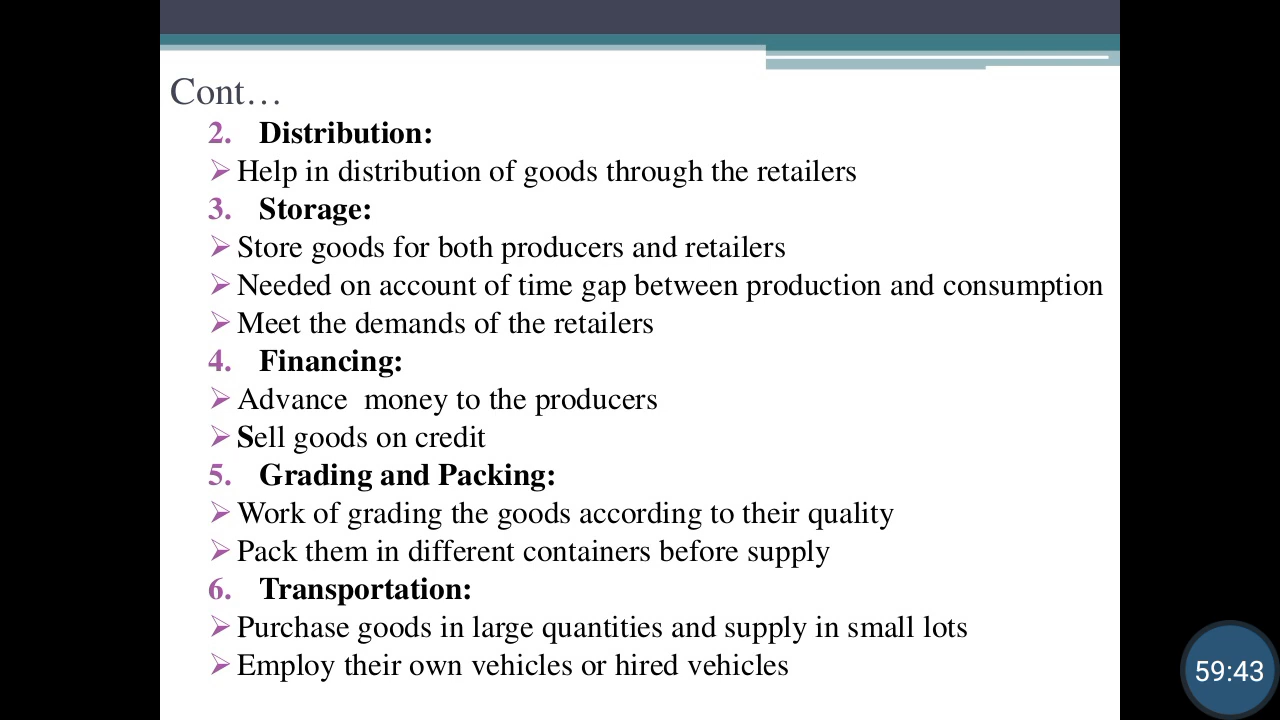 Cont…
2. Distribution:
➢Help in distribution of goods through the retailers
3. Storage:
➢Store goods for both producers and retailers
➢Needed on account of time gap between production and consumption
➢Meet the demands of the retailers
4. Financing:
➢Advance  money to the producers
➢Sell goods on credit
5. Grading and Packing:
➢Work of grading the goods according to their quality
➢Pack them in different containers before supply
6. Transportation:
➢Purchase goods in large quantities and supply in small lots
➢Employ their own vehicles or hired vehicles
59:43